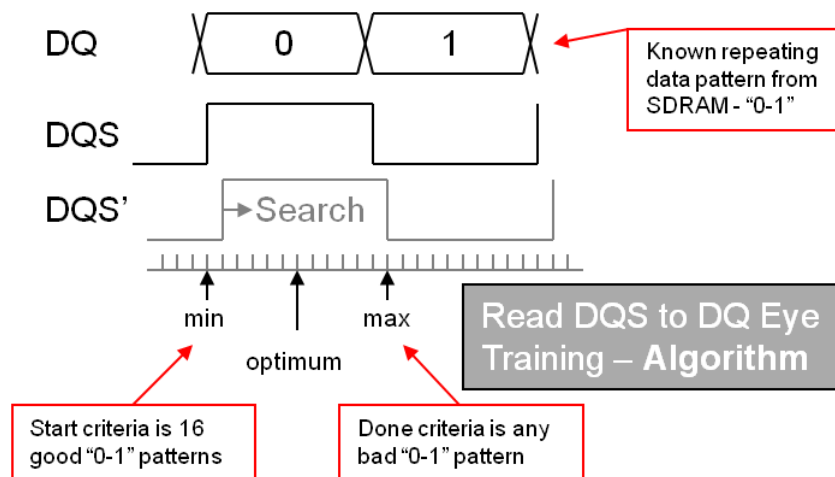 DQ
0
1
Known repeating
data pattern from
SDRAM - “0-1”
DQS
DQS’
Search
min
max
optimum
Read DQS to DQ Eye
Training – Algorithm
Start criteria is 16
good “0-1” patterns
Done criteria is any
bad “0-1” pattern